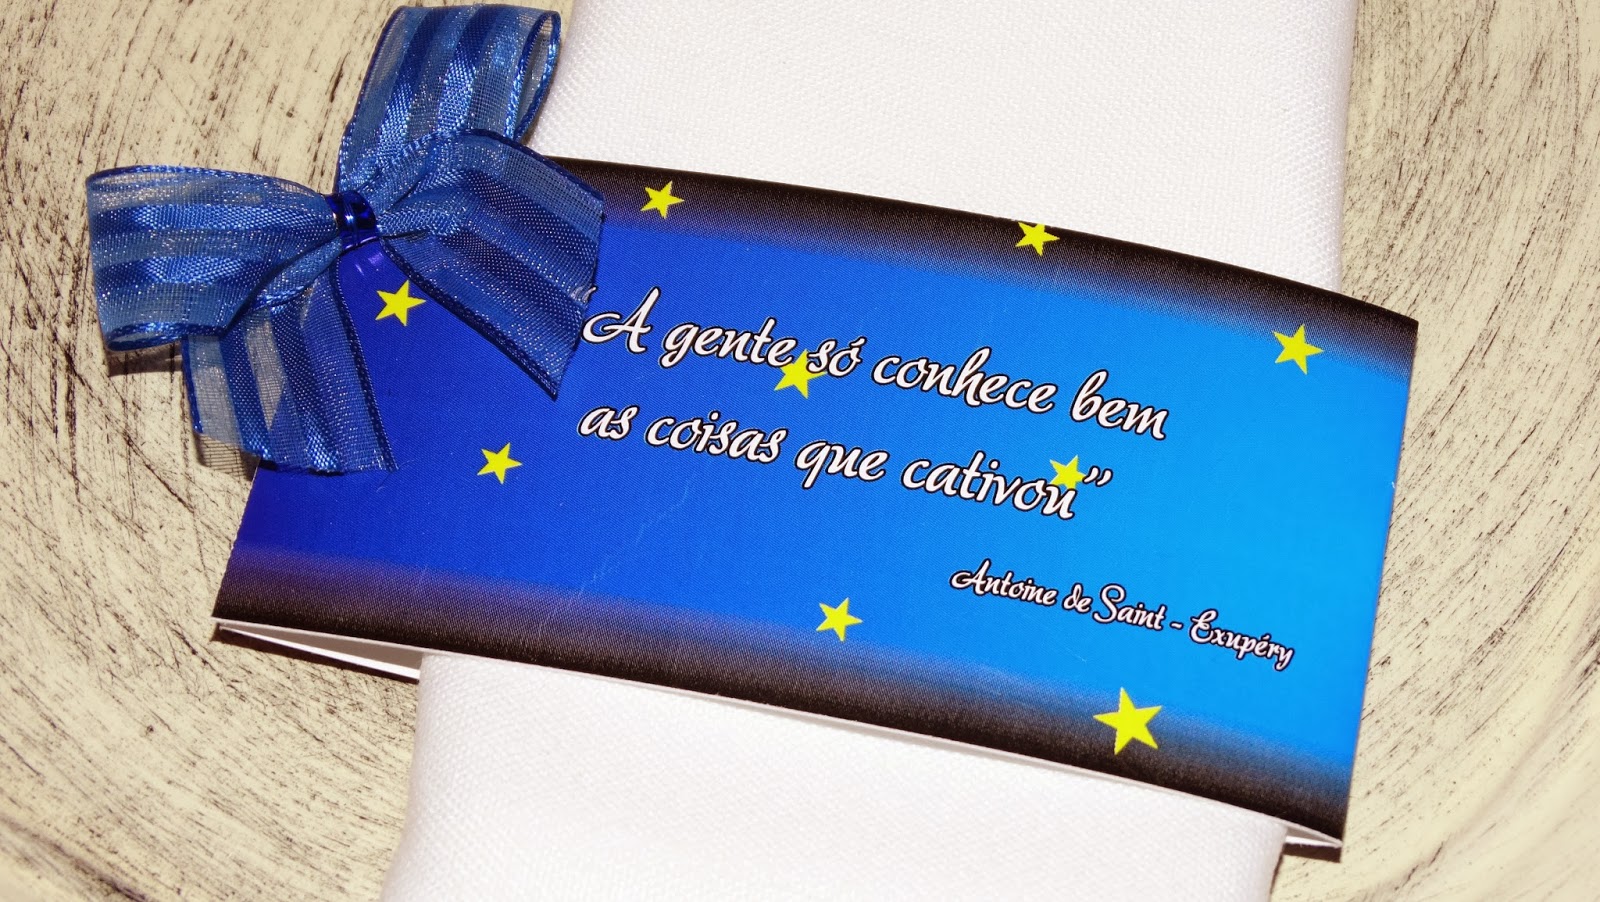 “A gente só conhece bem
as coisas que cativou”
Antoine de Saint - Exupéry